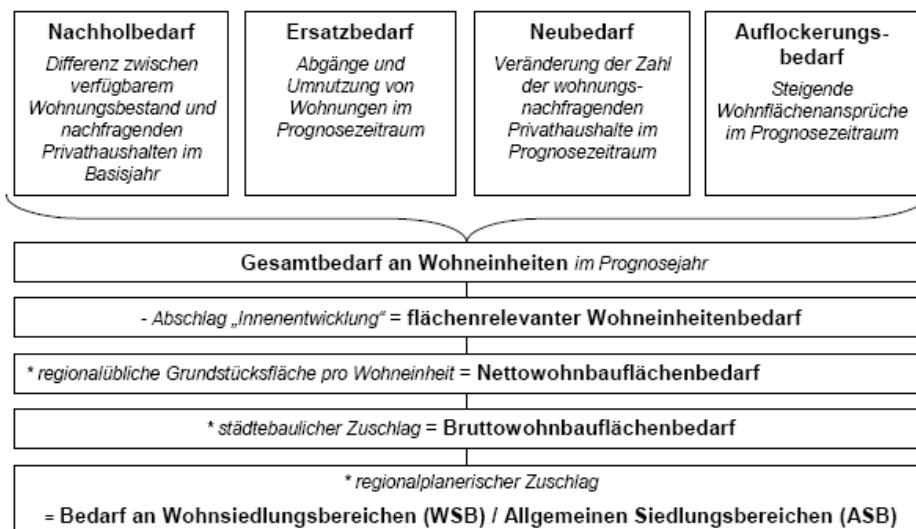 Nachholbedarf
Differenz zwischen
verfügbarem
Wohnungsbestand und
nachfragenden
Privathaushalten im
Basisjahr
Ersatzbedarf
Abgänge und
Umnutzung von
Wohnungen im
Prognosezeitraum
Neubedarf
Veränderung der Zahl
der wohnungs-
nachfragenden
Privathaushalte im
Prognosezeitraum
Auflockerungs-
bedarf
Steigende
Wohnflächenansprüche
im Prognosezeitraum
Gesamtbedarf an Wohneinheiten im Prognosejahr
- Abschlag „Innenentwicklung“ = flächenrelevanter Wohneinheitenbedarf
* regionalübliche Grundstücksfläche pro Wohneinheit = Nettowohnbauflächenbedarf
* städtebaulicher Zuschlag = Bruttowohnbauflächenbedarf
* regionalplanerischer Zuschlag
= Bedarf an Wohnsiedlungsbereichen (WSB) / Allgemeinen Siedlungsbereichen (ASB)